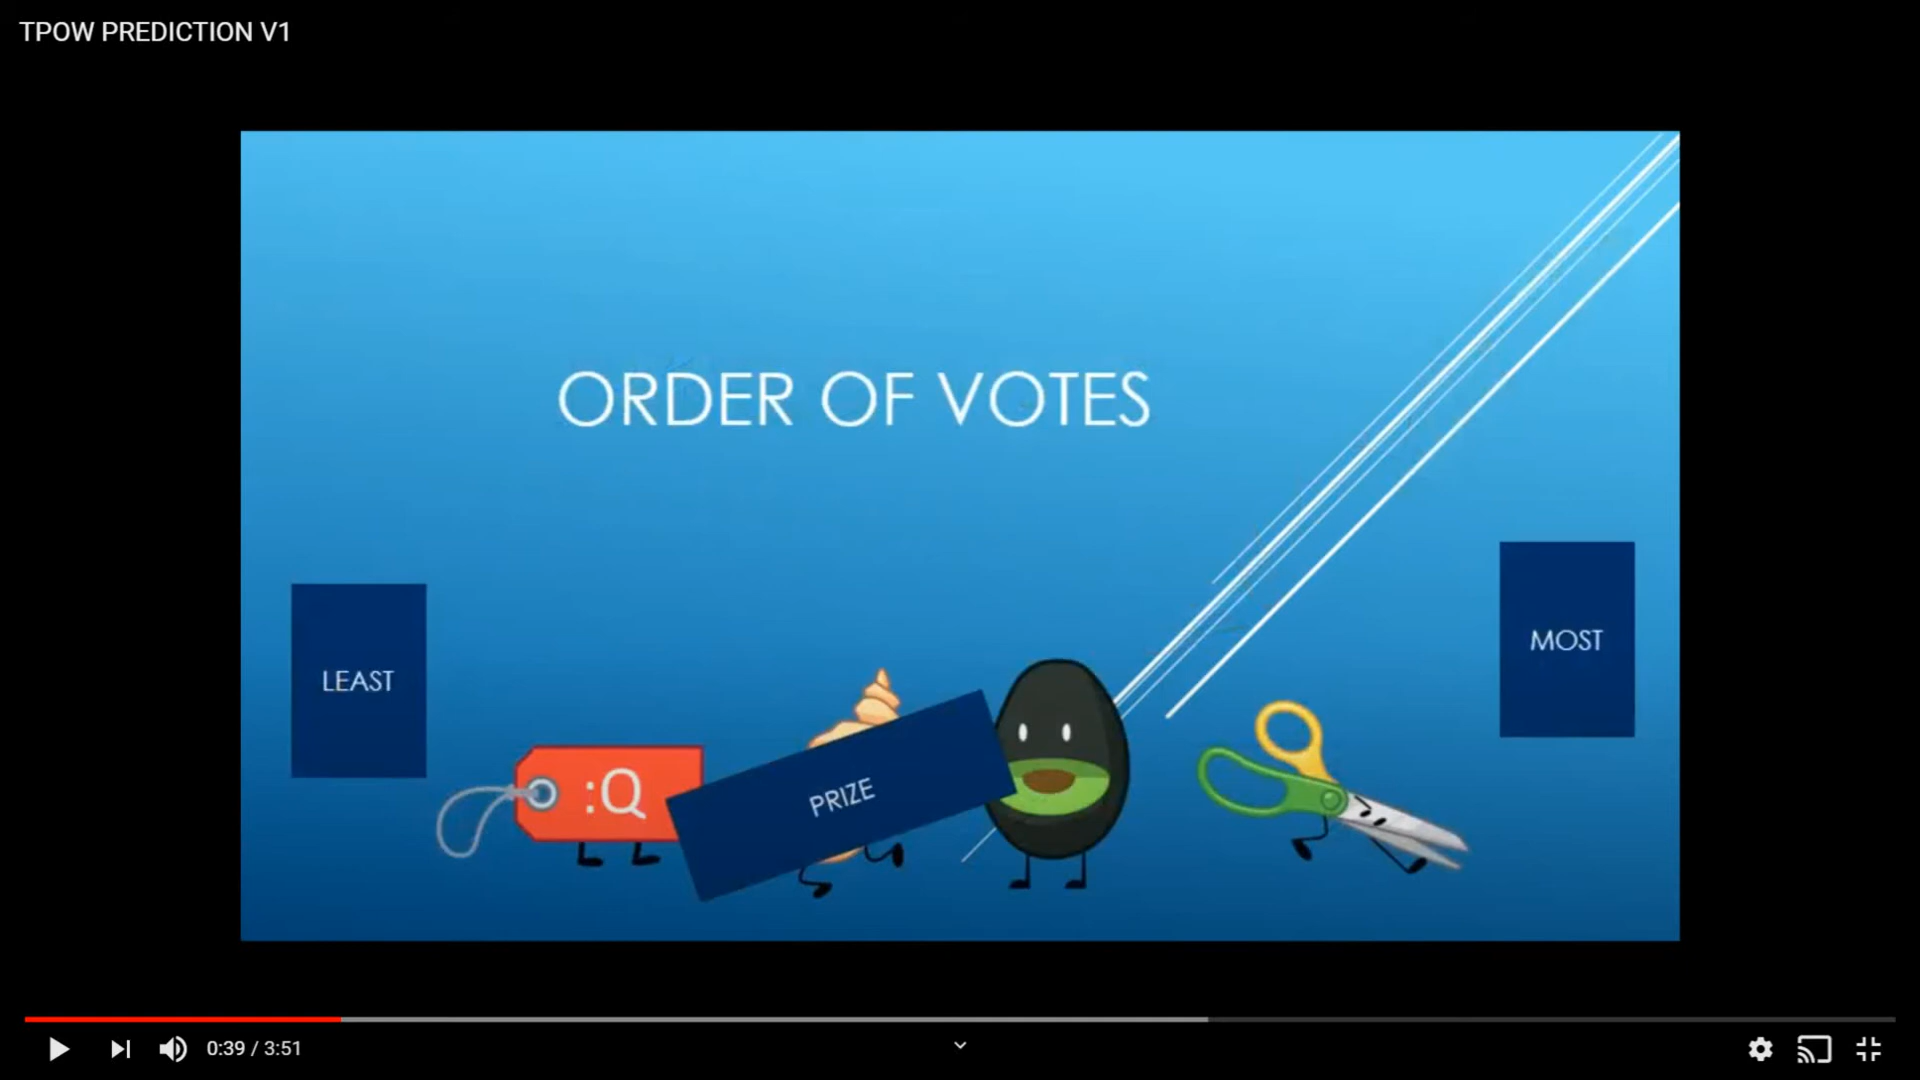 TPOW PREDICTION V1
ORDER OF VOTES
LEAST
MOST
:Q
PRIZE
0:39 / 3:51